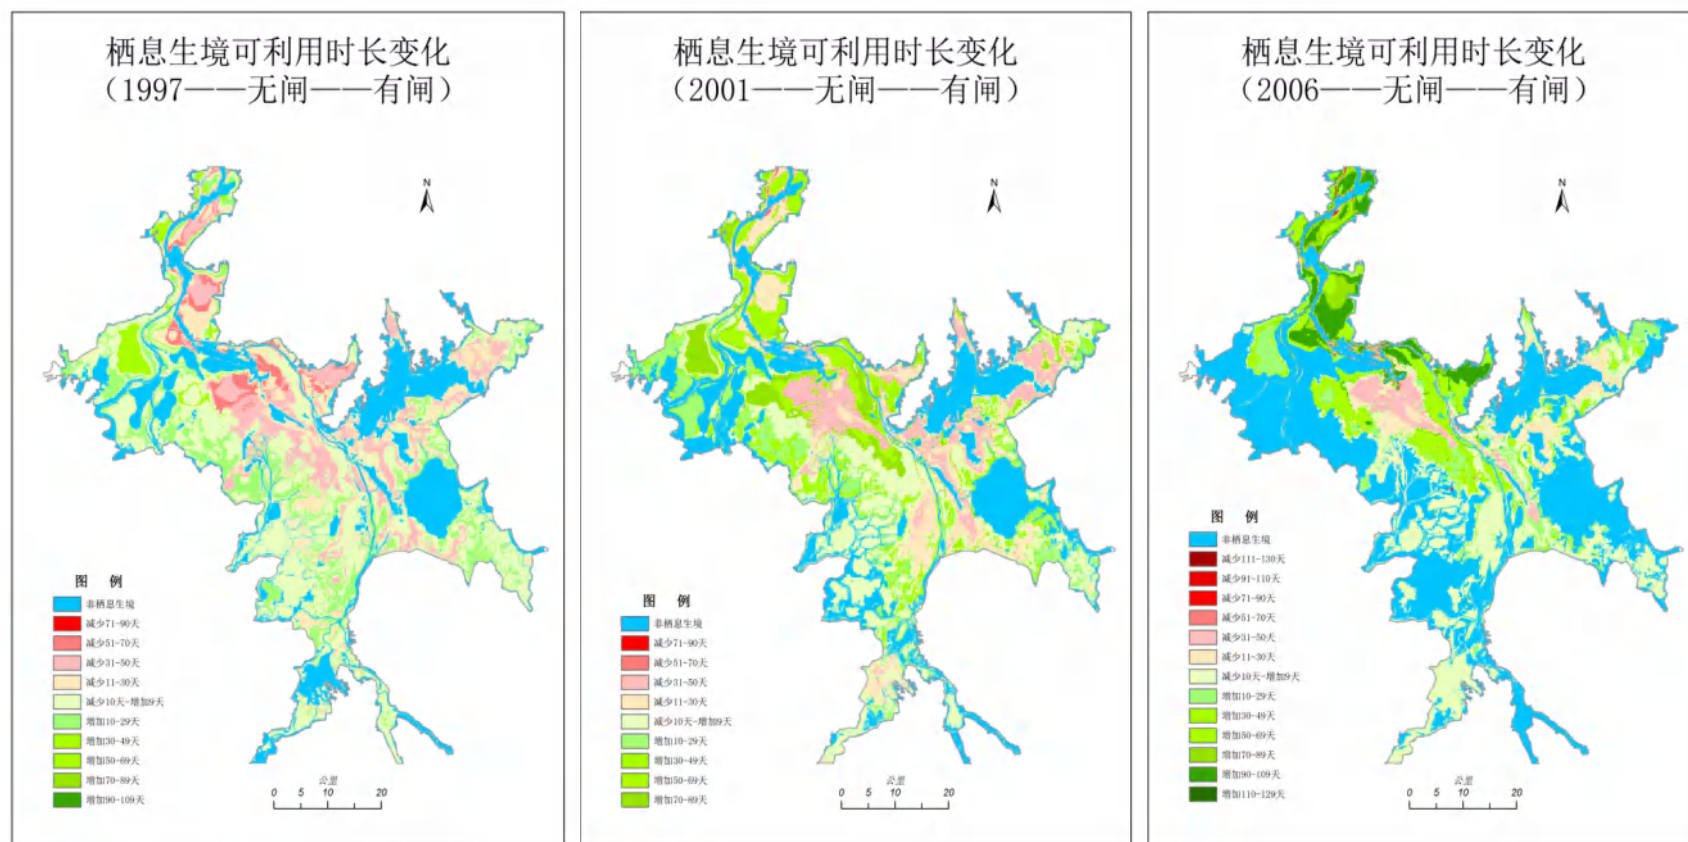 栖息生境可利用时长变化
（1997——无闸——有闸）
N
图 例
非栖息生境
减少71-90天
减少51-70天
减少31-50天
减少11-30天
减少10天-增加9天
增加10-29天
增加30-49天
增加50-69天
增加70-89天
增加90-109天
公里
0 5 10 20
栖息生境可利用时长变化
（2001——无闸——有闸）
N
图 例
非栖息生境
减少71-90天
减少51-70天
减少31-50天
减少11-30天
减少10天-增加9天
增加10-29天
增加30-49天
增加50-69天
增加70-89天
公里
0 5 10 20
栖息生境可利用时长变化
（2006——无闸——有闸）
N
图 例
非栖息生境
减少111-130天
减少91-110天
减少71-90天
减少51-70天
减少31-50天
减少11-30天
减少10天-增加9天
增加10-29天
增加30-49天
增加50-69天
增加70-89天
增加90-109天
增加110-129天
公里
0 5 10 20